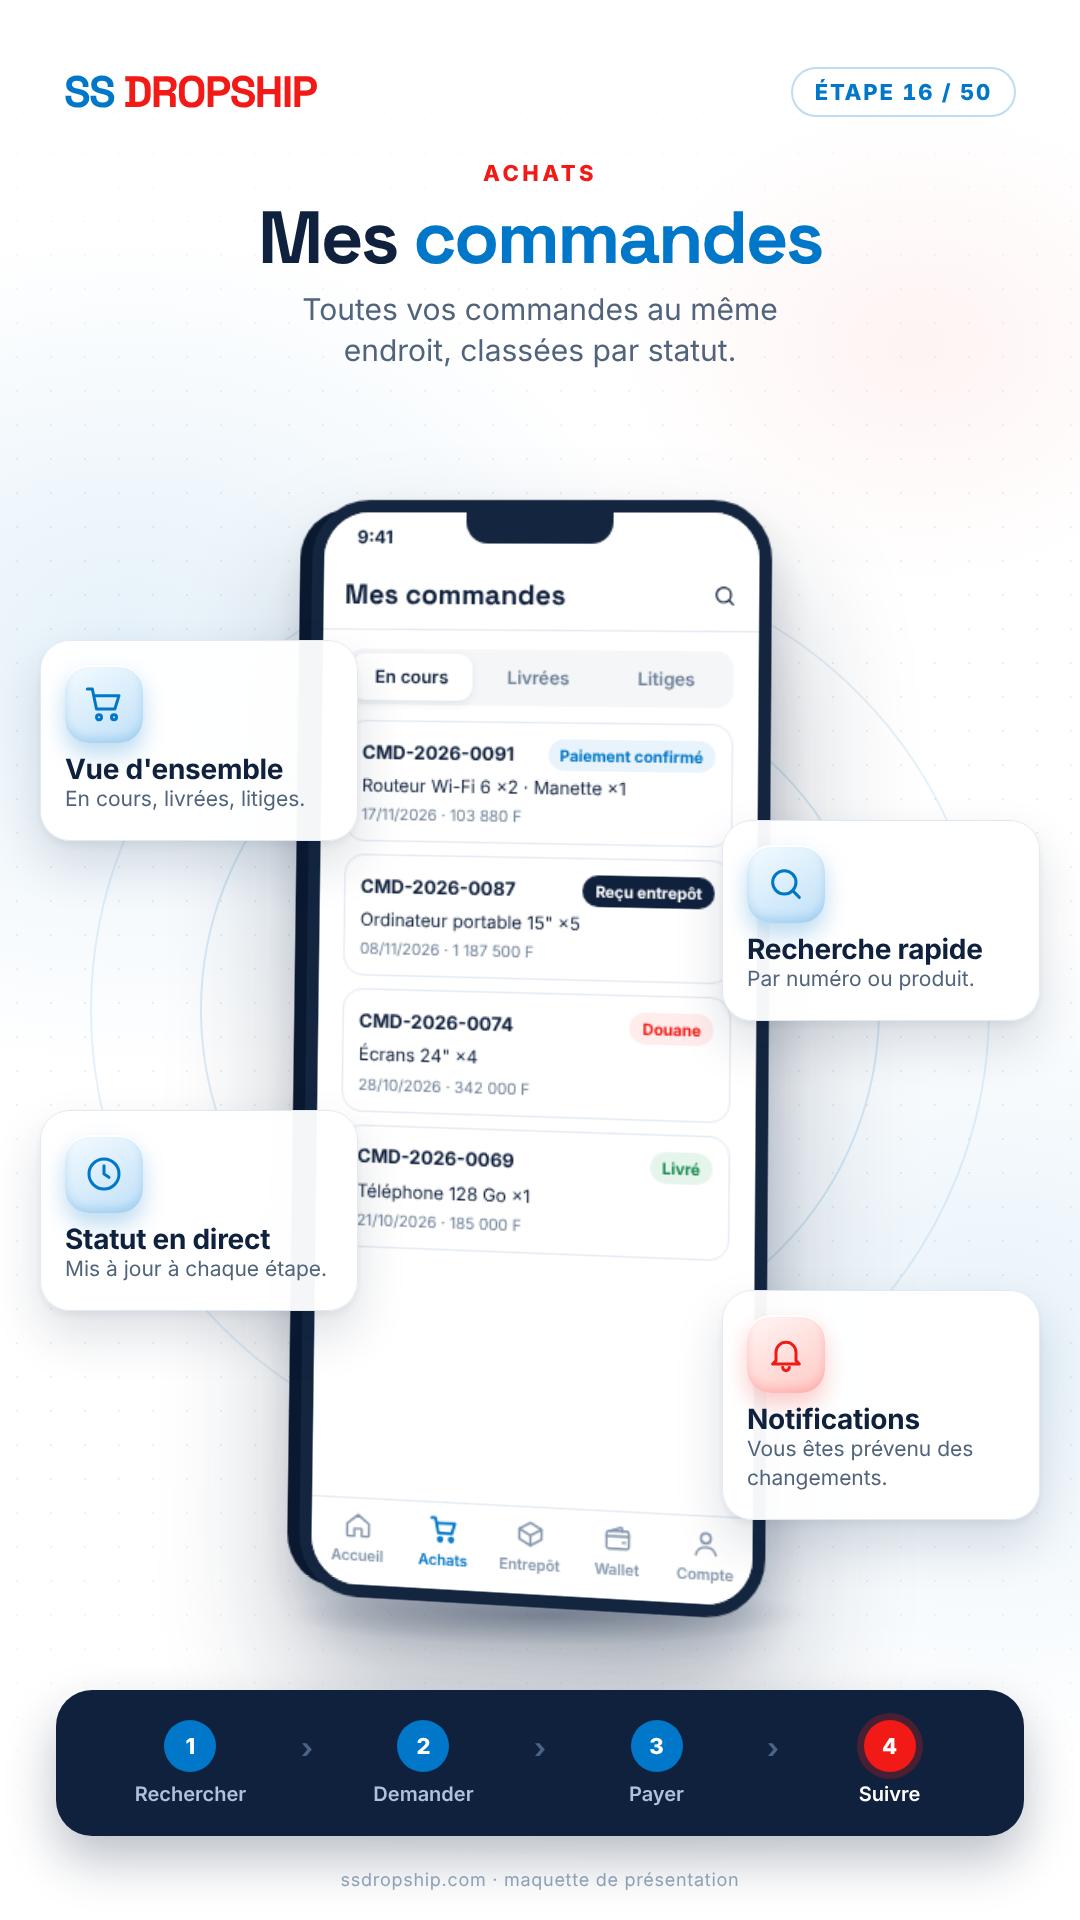 SS DROPSHIP
ÉTAPE 16 / 50
ACHATS
Mes commandes
Toutes vos commandes au même
endroit, classées par statut.
9:41
Mes commandes
En cours
Livrées
Litiges
CMD-2026-0091
Paiement confirmé
Routeur Wi-Fi 6 ×2 · Manette ×1
17/11/2026 · 103 880 F
CMD-2026-0087
Reçu entrepôt
Ordinateur portable 15" ×5
08/11/2026 · 1 187 500 F
CMD-2026-0074
Douane
Écrans 24" ×4
28/10/2026 · 342 000 F
CMD-2026-0069
Livré
Téléphone 128 Go ×1
21/10/2026 · 185 000 F
Vue d'ensemble
En cours, livrées, litiges.
Recherche rapide
Par numéro ou produit.
Statut en direct
Mis à jour à chaque étape.
Notifications
Vous êtes prévenu des
changements.
Accueil
Achats
Entrepôt
Wallet
Compte
1
Rechercher
›
2
Demander
›
3
Payer
›
4
Suivre
ssdropship.com · maquette de présentation